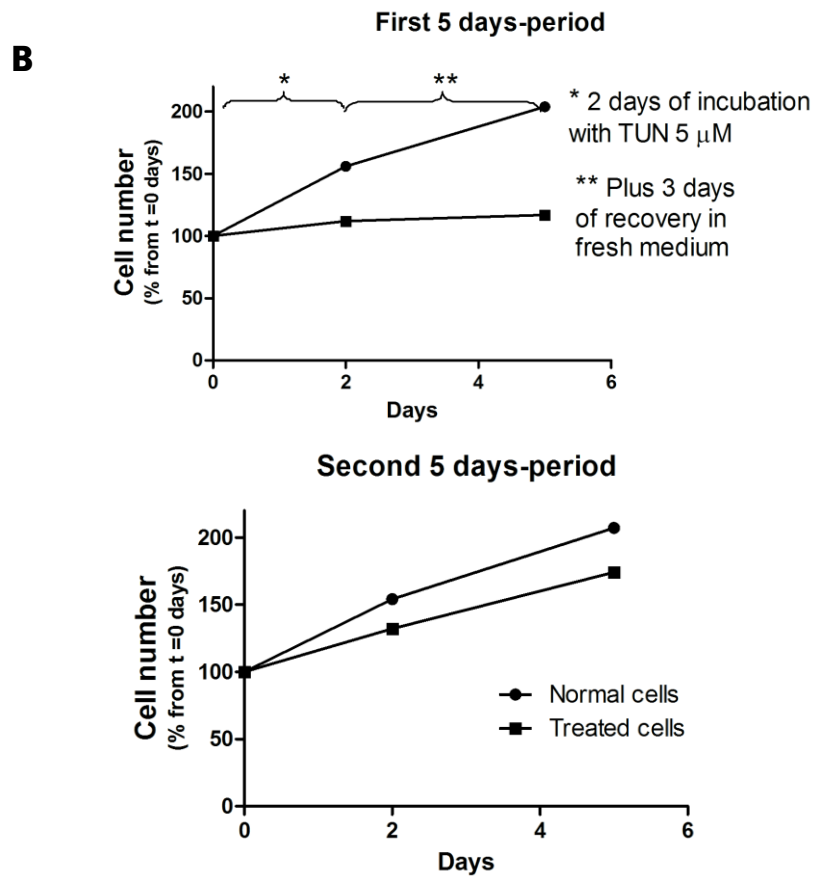 First 5 days-period
B
*
**
200
150
100
50
0
Cell number
(% from t =0 days)
0
2
4
6
Days
* 2 days of incubation
with TUN 5 μM
** Plus 3 days
of recovery in
fresh medium
Second 5 days-period
200
150
100
50
0
Cell number
(% from t =0 days)
0
2
4
6
Days
Normal cells
Treated cells